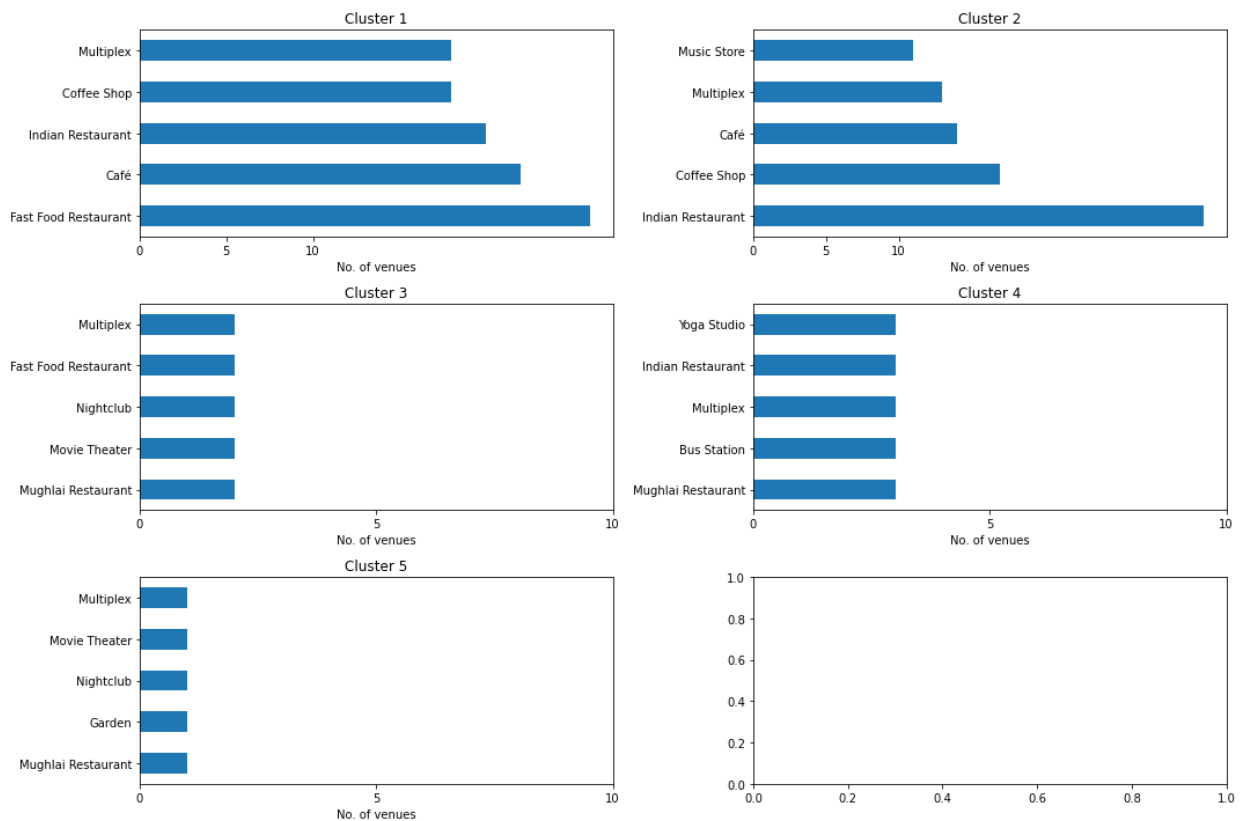 Cluster 1
Multiplex
Coffee Shop
Indian Restaurant
Café
Fast Food Restaurant
0 5 10
No. of venues
Cluster 2
Music Store
Multiplex
Café
Coffee Shop
Indian Restaurant
0 5 10
No. of venues
Cluster 3
Multiplex
Fast Food Restaurant
Nightclub
Movie Theater
Mughlai Restaurant
0 5 10
No. of venues
Cluster 4
Yoga Studio
Indian Restaurant
Multiplex
Bus Station
Mughlai Restaurant
0 5 10
No. of venues
Cluster 5
Multiplex
Movie Theater
Nightclub
Garden
Mughlai Restaurant
0 5 10
No. of venues
1.0
0.8
0.6
0.4
0.2
0.0
0.0 0.2 0.4 0.6 0.8 1.0